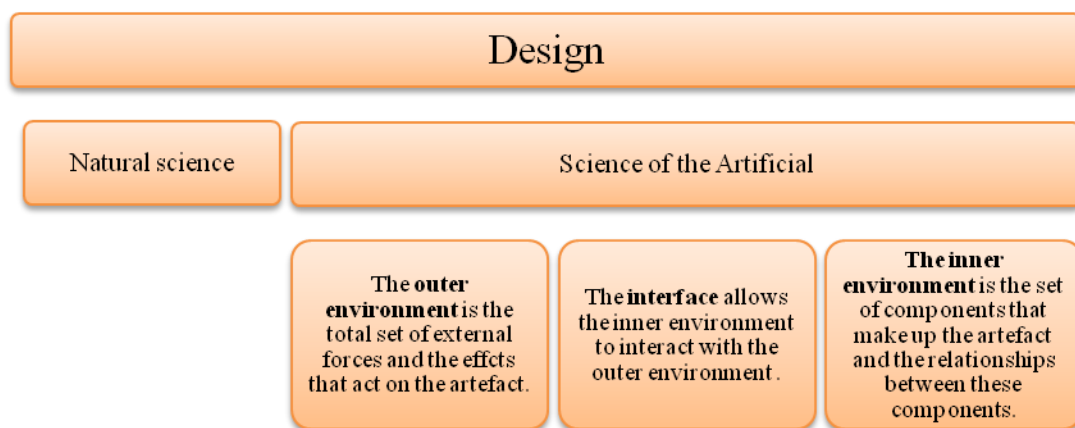 Design
Natural science
Science of the Artificial
The outer
environment is the
total set of external
forces and the effcts
that act on the artefact.
The interface allows
the inner environment
to interact with the
outer environment .
The inner
environment is the set
of components that
make up the artefact
and the relationships
between these
components.